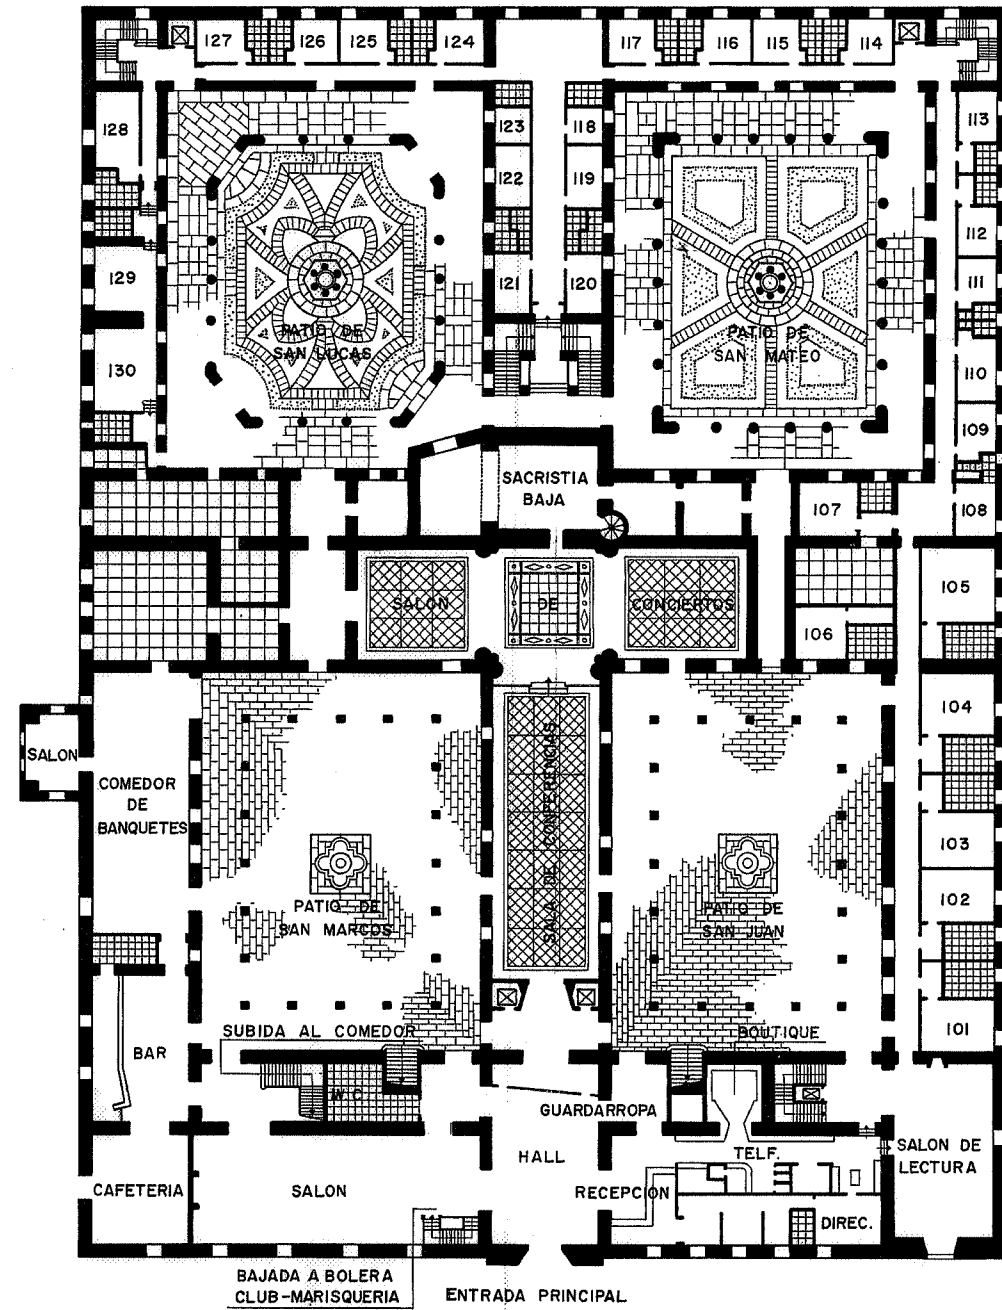 127
126
125
124
117
116
115
114
128
123
118
113
122
119
112
129
121
120
111
PATIO DE
SAN LUCAS
PATIO DE
SAN MATEO
130
110
109
SACRISTIA
BAJA
107
108
SALON
DE
CONCIERTOS
105
106
104
SALON
COMEDOR
DE
BANQUETES
SALA DE CONFERENCIAS
103
102
PATIO DE
SAN MARCOS
PATIO DE
SAN JUAN
101
SUBIDA AL COMEDOR
BOUTIQUE
BAR
W.C
GUARDARROPA
HALL
TELF.
SALON DE
LECTURA
CAFETERIA
SALON
RECEPCION
DIREC.
BAJADA A BOLERA
CLUB-MARISQUERIA
ENTRADA PRINCIPAL